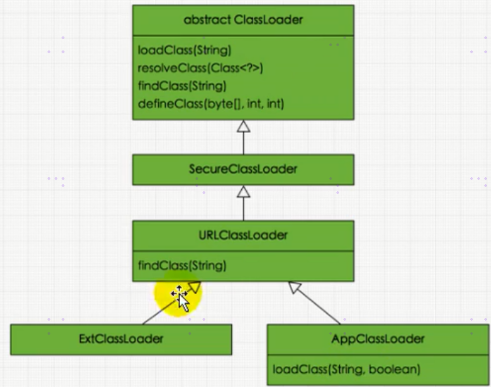 abstract ClassLoader
loadClass(String)
resolveClass(Class<?>)
findClass(String)
defineClass(byte[], int, int)
SecureClassLoader
URLClassLoader
findClass(String)
ExtClassLoader
AppClassLoader
loadClass(String, boolean)